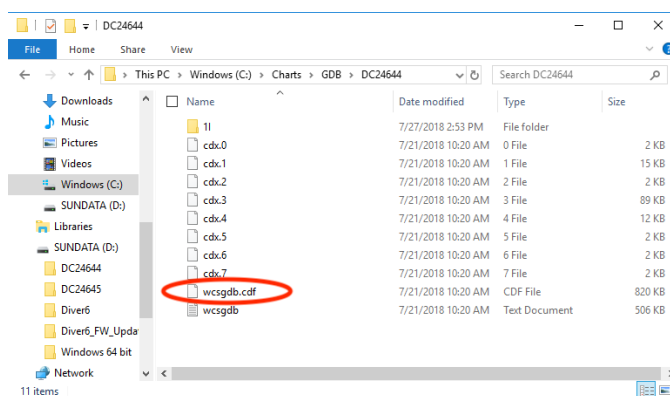 DC24644
File Home Share View
This PC > Windows (C:) > Charts > GDB > DC24644 Search DC24644
Downloads Name Date modified Type Size
Music 1l 7/27/2018 2:53 PM File folder
Pictures cdx.0 7/21/2018 10:20 AM 0 File 2 KB
Videos cdx.1 7/21/2018 10:20 AM 1 File 15 KB
Windows (C:) cdx.2 7/21/2018 10:20 AM 2 File 2 KB
SUNDATA (D:) cdx.3 7/21/2018 10:20 AM 3 File 89 KB
Libraries cdx.4 7/21/2018 10:20 AM 4 File 12 KB
SUNDATA (D:) cdx.5 7/21/2018 10:20 AM 5 File 2 KB
DC24644 cdx.6 7/21/2018 10:20 AM 6 File 2 KB
DC24645 cdx.7 7/21/2018 10:20 AM 7 File 2 KB
Diver6 wcsgdb.cdf 7/21/2018 10:20 AM CDF File 820 KB
Diver6_FW_Upda wcsgdb 7/21/2018 10:20 AM Text Document 506 KB
Windows 64 bit
Network
11 items